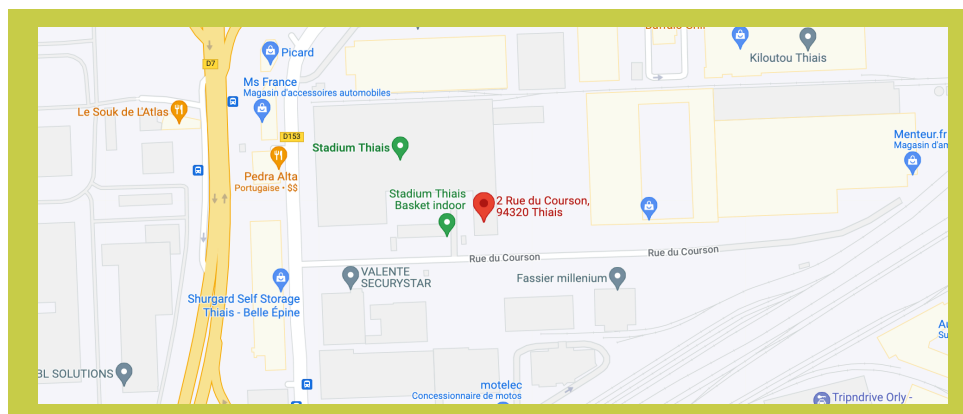 Picard
Kiloutou Thiais
D7
Ms France
Magasin d'accessoires automobiles
Le Souk de L'Atlas
D153
Menteur.fr
Stadium Thiais
Pedra Alta
Portugaise • $$
Stadium Thiais
Basket indoor
2 Rue du Courson,
94320 Thiais
Rue du Courson
Rue du Courson
VALENTE
SECURYSTAR
Fassier millenium
Shurgard Self Storage
Thiais - Belle Épine
BL SOLUTIONS
motelec
Concessionnaire de motos
Tripndrive Orly -